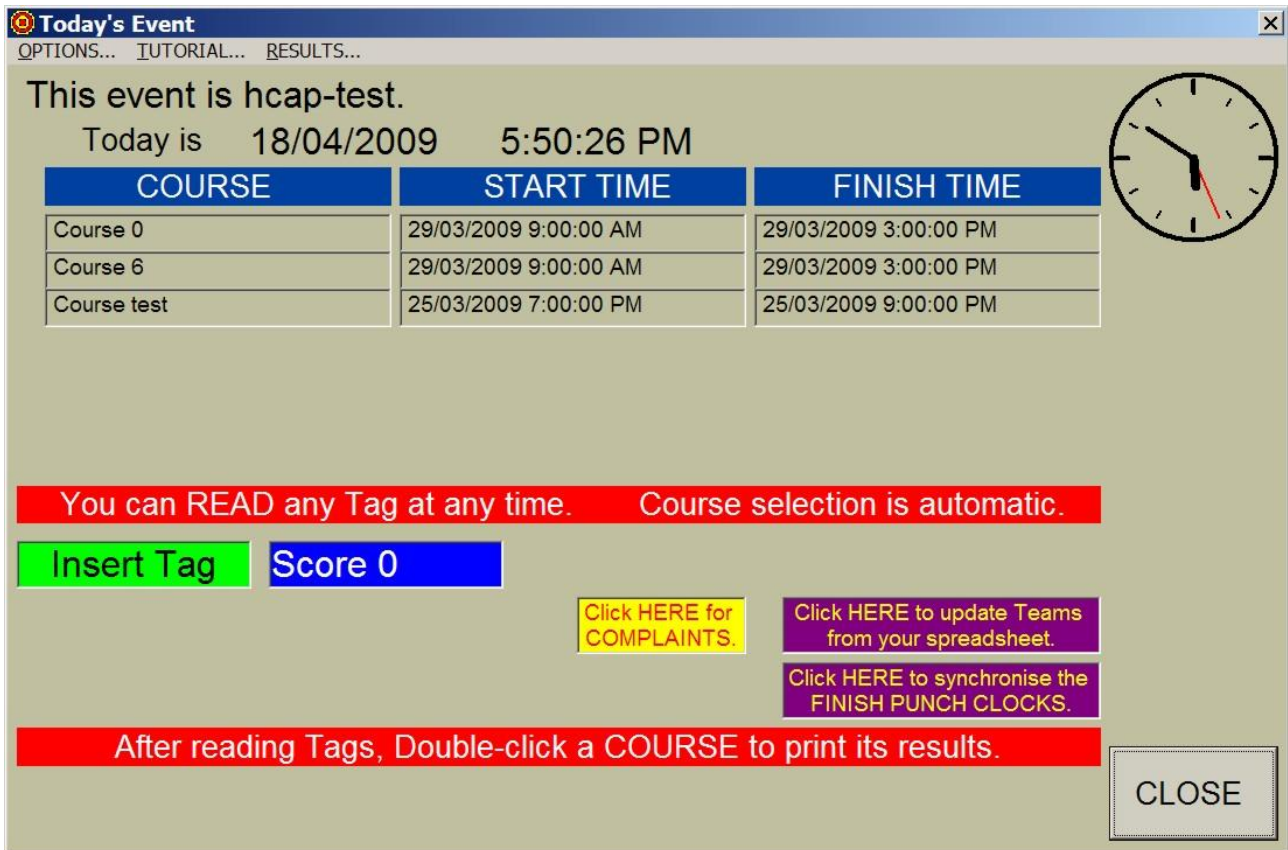 Today's Event
OPTIONS... TUTORIAL... RESULTS...
This event is hcap-test.
Today is 18/04/2009 5:50:26 PM
COURSE START TIME FINISH TIME
Course 0 29/03/2009 9:00:00 AM 29/03/2009 3:00:00 PM
Course 6 29/03/2009 9:00:00 AM 29/03/2009 3:00:00 PM
Course test 25/03/2009 7:00:00 PM 25/03/2009 9:00:00 PM
You can READ any Tag at any time. Course selection is automatic.
Insert Tag Score 0
Click HERE for
COMPLAINTS.
Click HERE to update Teams
from your spreadsheet.
Click HERE to synchronise the
FINISH PUNCH CLOCKS.
After reading Tags, Double-click a COURSE to print its results.
CLOSE